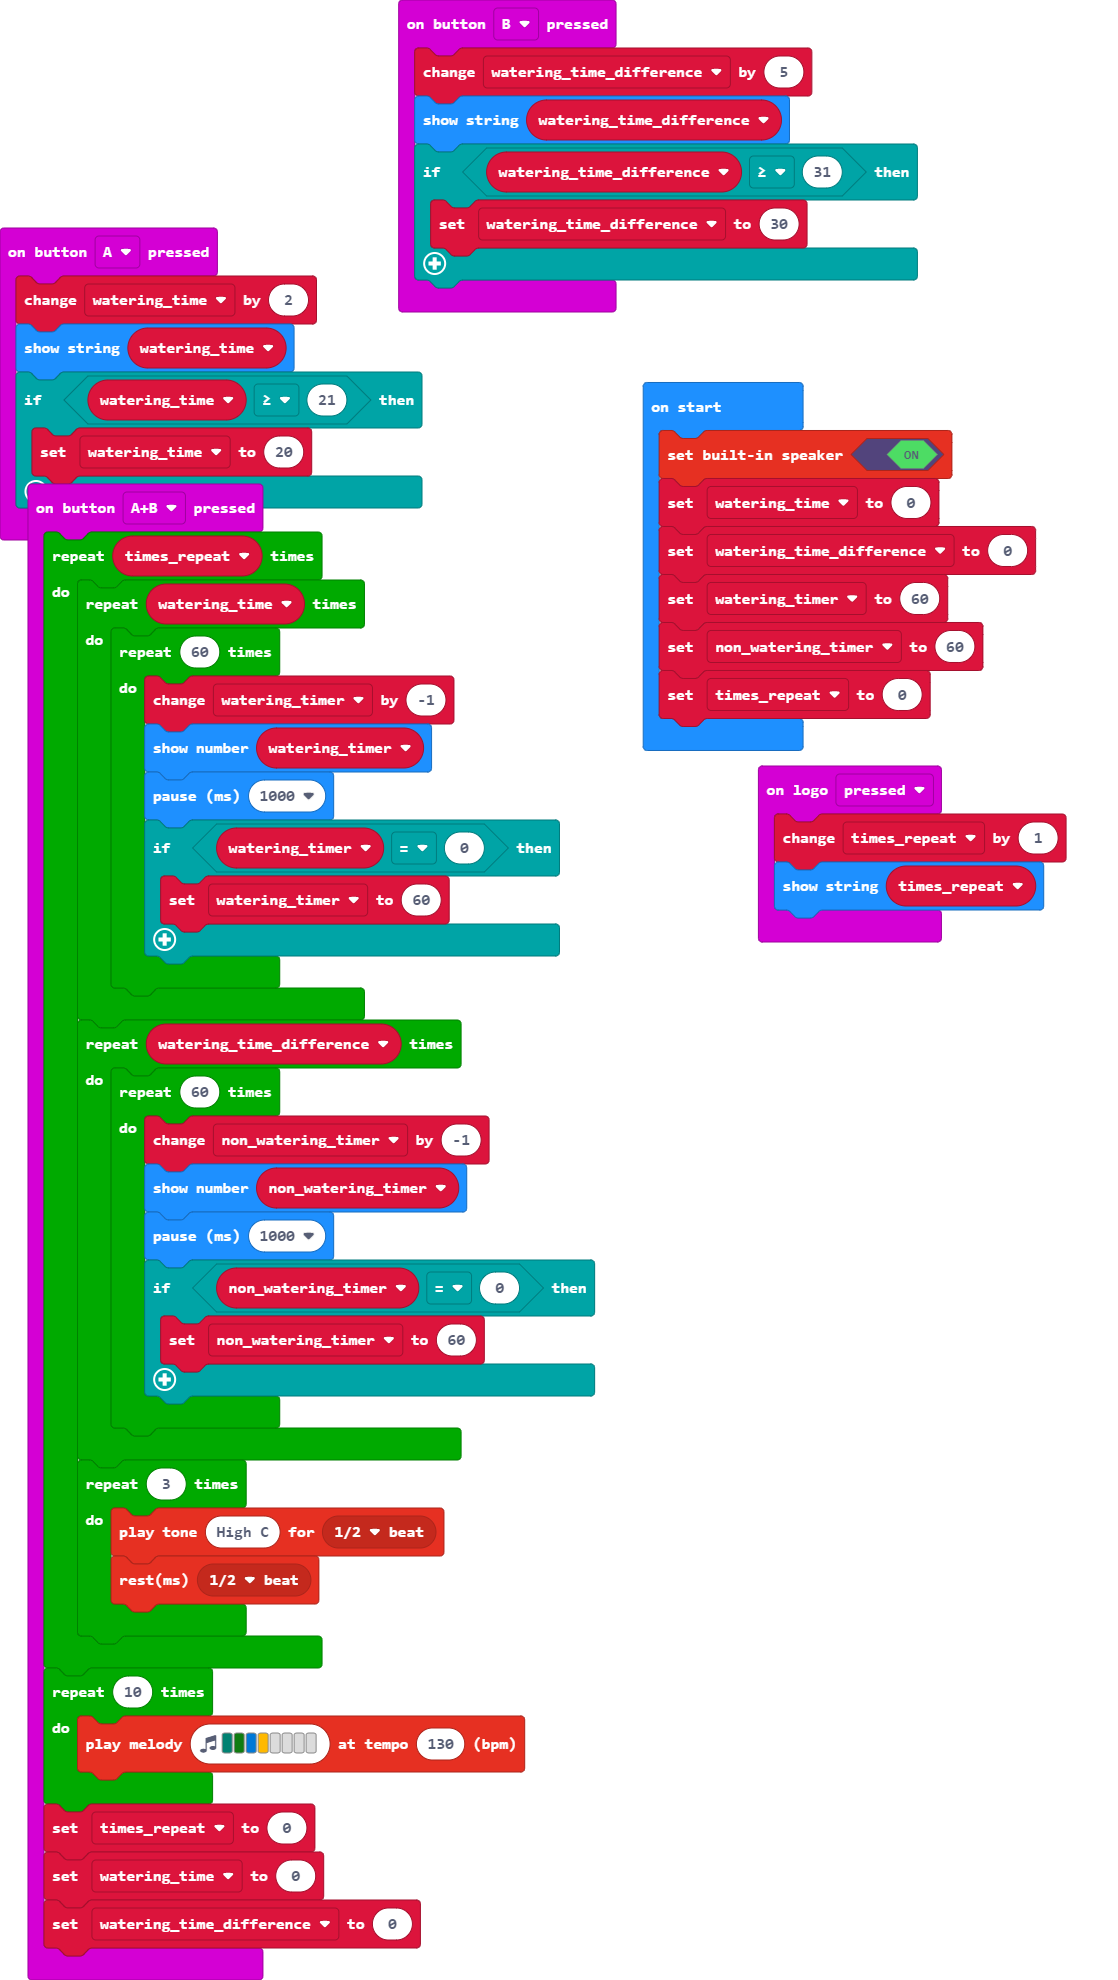 on button B pressed
change watering_time_difference by 5
show string watering_time_difference
if watering_time_difference ≥ 31 then
set watering_time_difference to 30
on button A pressed
change watering_time by 2
show string watering_time
if watering_time ≥ 21 then
set watering_time to 20
on button A+B pressed
repeat times_repeat times
do
repeat watering_time times
do
repeat 60 times
do
change watering_timer by -1
show number watering_timer
pause (ms) 1000
if watering_timer = 0 then
set watering_timer to 60
repeat watering_time_difference times
do
repeat 60 times
do
change non_watering_timer by -1
show number non_watering_timer
pause (ms) 1000
if non_watering_timer = 0 then
set non_watering_timer to 60
repeat 3 times
do
play tone High C for 1/2 beat
rest(ms) 1/2 beat
repeat 10 times
do
play melody at tempo 130 (bpm)
set times_repeat to 0
set watering_time to 0
set watering_time_difference to 0
on start
set built-in speaker ON
set watering_time to 0
set watering_time_difference to 0
set watering_timer to 60
set non_watering_timer to 60
set times_repeat to 0
on logo pressed
change times_repeat by 1
show string times_repeat